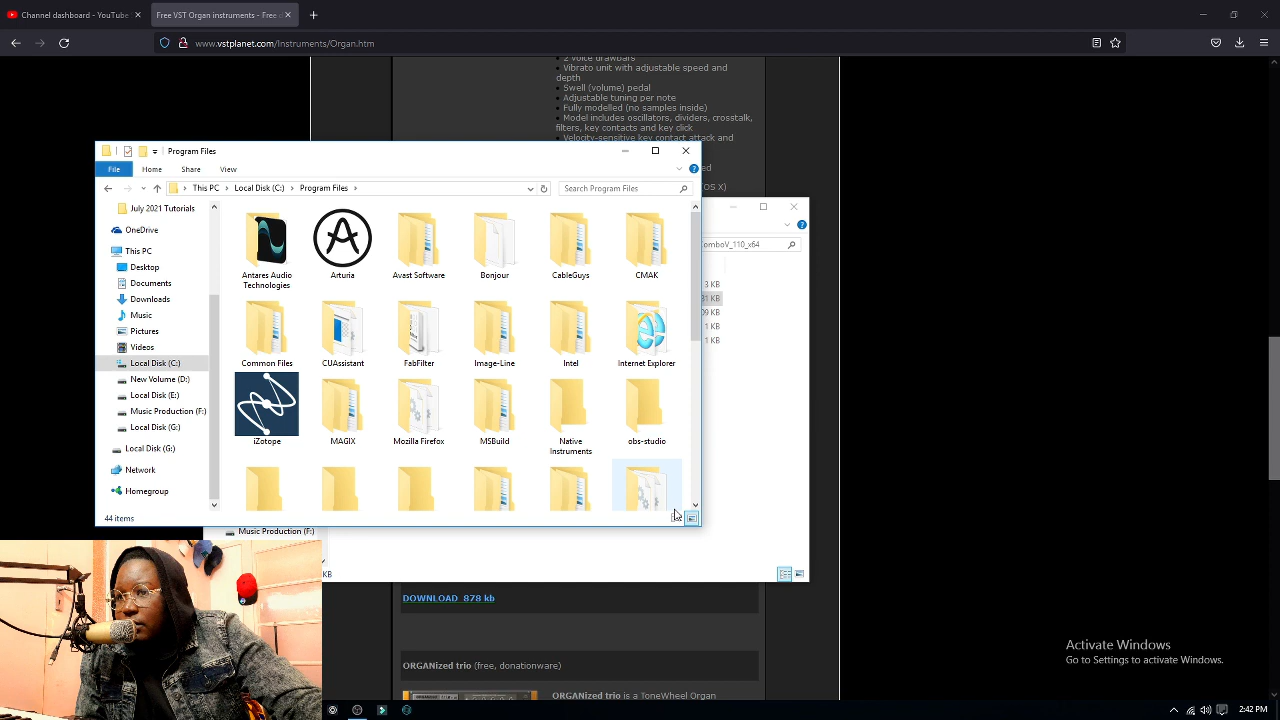 Channel dashboard - YouTube
Free VST Organ instruments - Free
www.vstplanet.com/Instruments/Organ.htm
• 2 voice drawbars
• Vibrato unit with adjustable speed and
depth
• Swell (volume) pedal
• Adjustable tuning per note
• Fully modelled (no samples inside)
• Model includes oscillators, dividers, crosstalk,
filters, key contacts and key click
• Velocity-sensitive key contact attack and
Program Files
File
Home
Share
View
This PC
Local Disk (C:)
Program Files
Search Program Files
omboV_110_x64
July 2021 Tutorials
OneDrive
This PC
Desktop
Documents
Downloads
Music
Pictures
Videos
Local Disk (C:)
New Volume (D:)
Local Disk (E:)
Music Production (F:)
Local Disk (G:)
Local Disk (G:)
Network
Homegroup
Antares Audio
Technologies
Arturia
Avast Software
Bonjour
CableGuys
CMAK
Common Files
CUAssistant
FabFilter
Image-Line
Intel
Internet Explorer
iZotope
MAGIX
Mozilla Firefox
MSBuild
Native
Instruments
obs-studio
3 KB
31 KB
09 KB
1 KB
1 KB
44 items
Music Production (F:)
KB
DOWNLOAD 878 kb
ORGANized trio (free, donationware)
ORGANized trio is a ToneWheel Organ
Activate Windows
Go to Settings to activate Windows.
2:42 PM